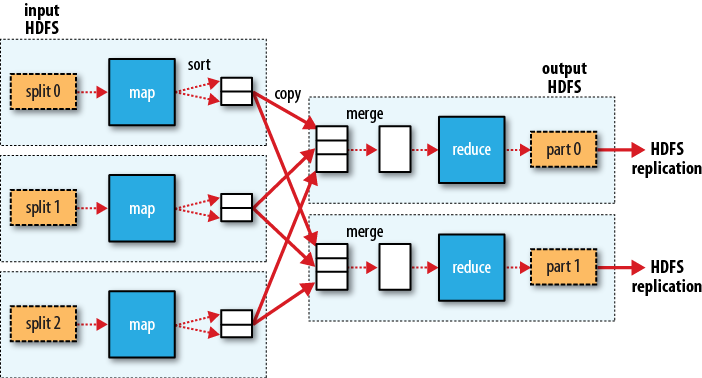 input
HDFS
split 0
map
sort
copy
split 1
map
split 2
map
output
HDFS
merge
reduce
part 0
HDFS
replication
merge
reduce
part 1
HDFS
replication